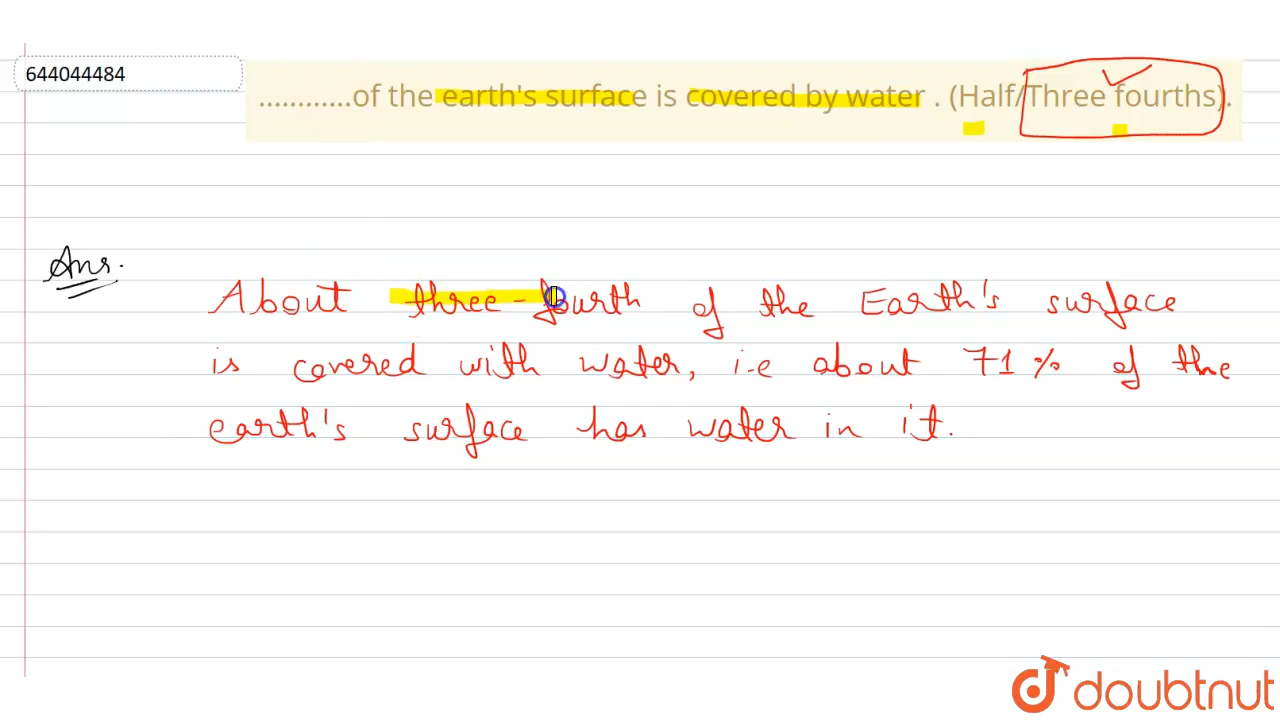 644044484
............of the earth's surface is covered by water . (Half/Three fourths).
Ans.
About three-fourth of the Earth's surface
is covered with water, i.e about 71% of the
earth's surface has water in it.
doubtnut